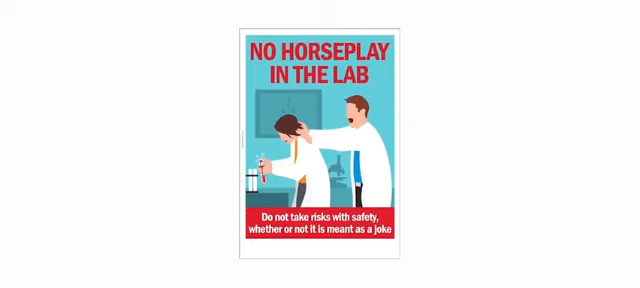 NO HORSEPLAY
IN THE LAB
Do not take risks with safety,
whether or not it is meant as a joke